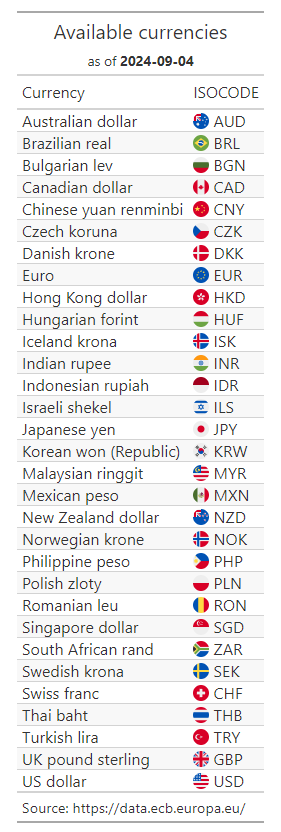 Available currencies
as of 2024-09-04
Currency ISOCODE
Australian dollar AUD
Brazilian real BRL
Bulgarian lev BGN
Canadian dollar CAD
Chinese yuan renminbi CNY
Czech koruna CZK
Danish krone DKK
Euro EUR
Hong Kong dollar HKD
Hungarian forint HUF
Iceland krona ISK
Indian rupee INR
Indonesian rupiah IDR
Israeli shekel ILS
Japanese yen JPY
Korean won (Republic) KRW
Malaysian ringgit MYR
Mexican peso MXN
New Zealand dollar NZD
Norwegian krone NOK
Philippine peso PHP
Polish zloty PLN
Romanian leu RON
Singapore dollar SGD
South African rand ZAR
Swedish krona SEK
Swiss franc CHF
Thai baht THB
Turkish lira TRY
UK pound sterling GBP
US dollar USD
Source: https://data.ecb.europa.eu/